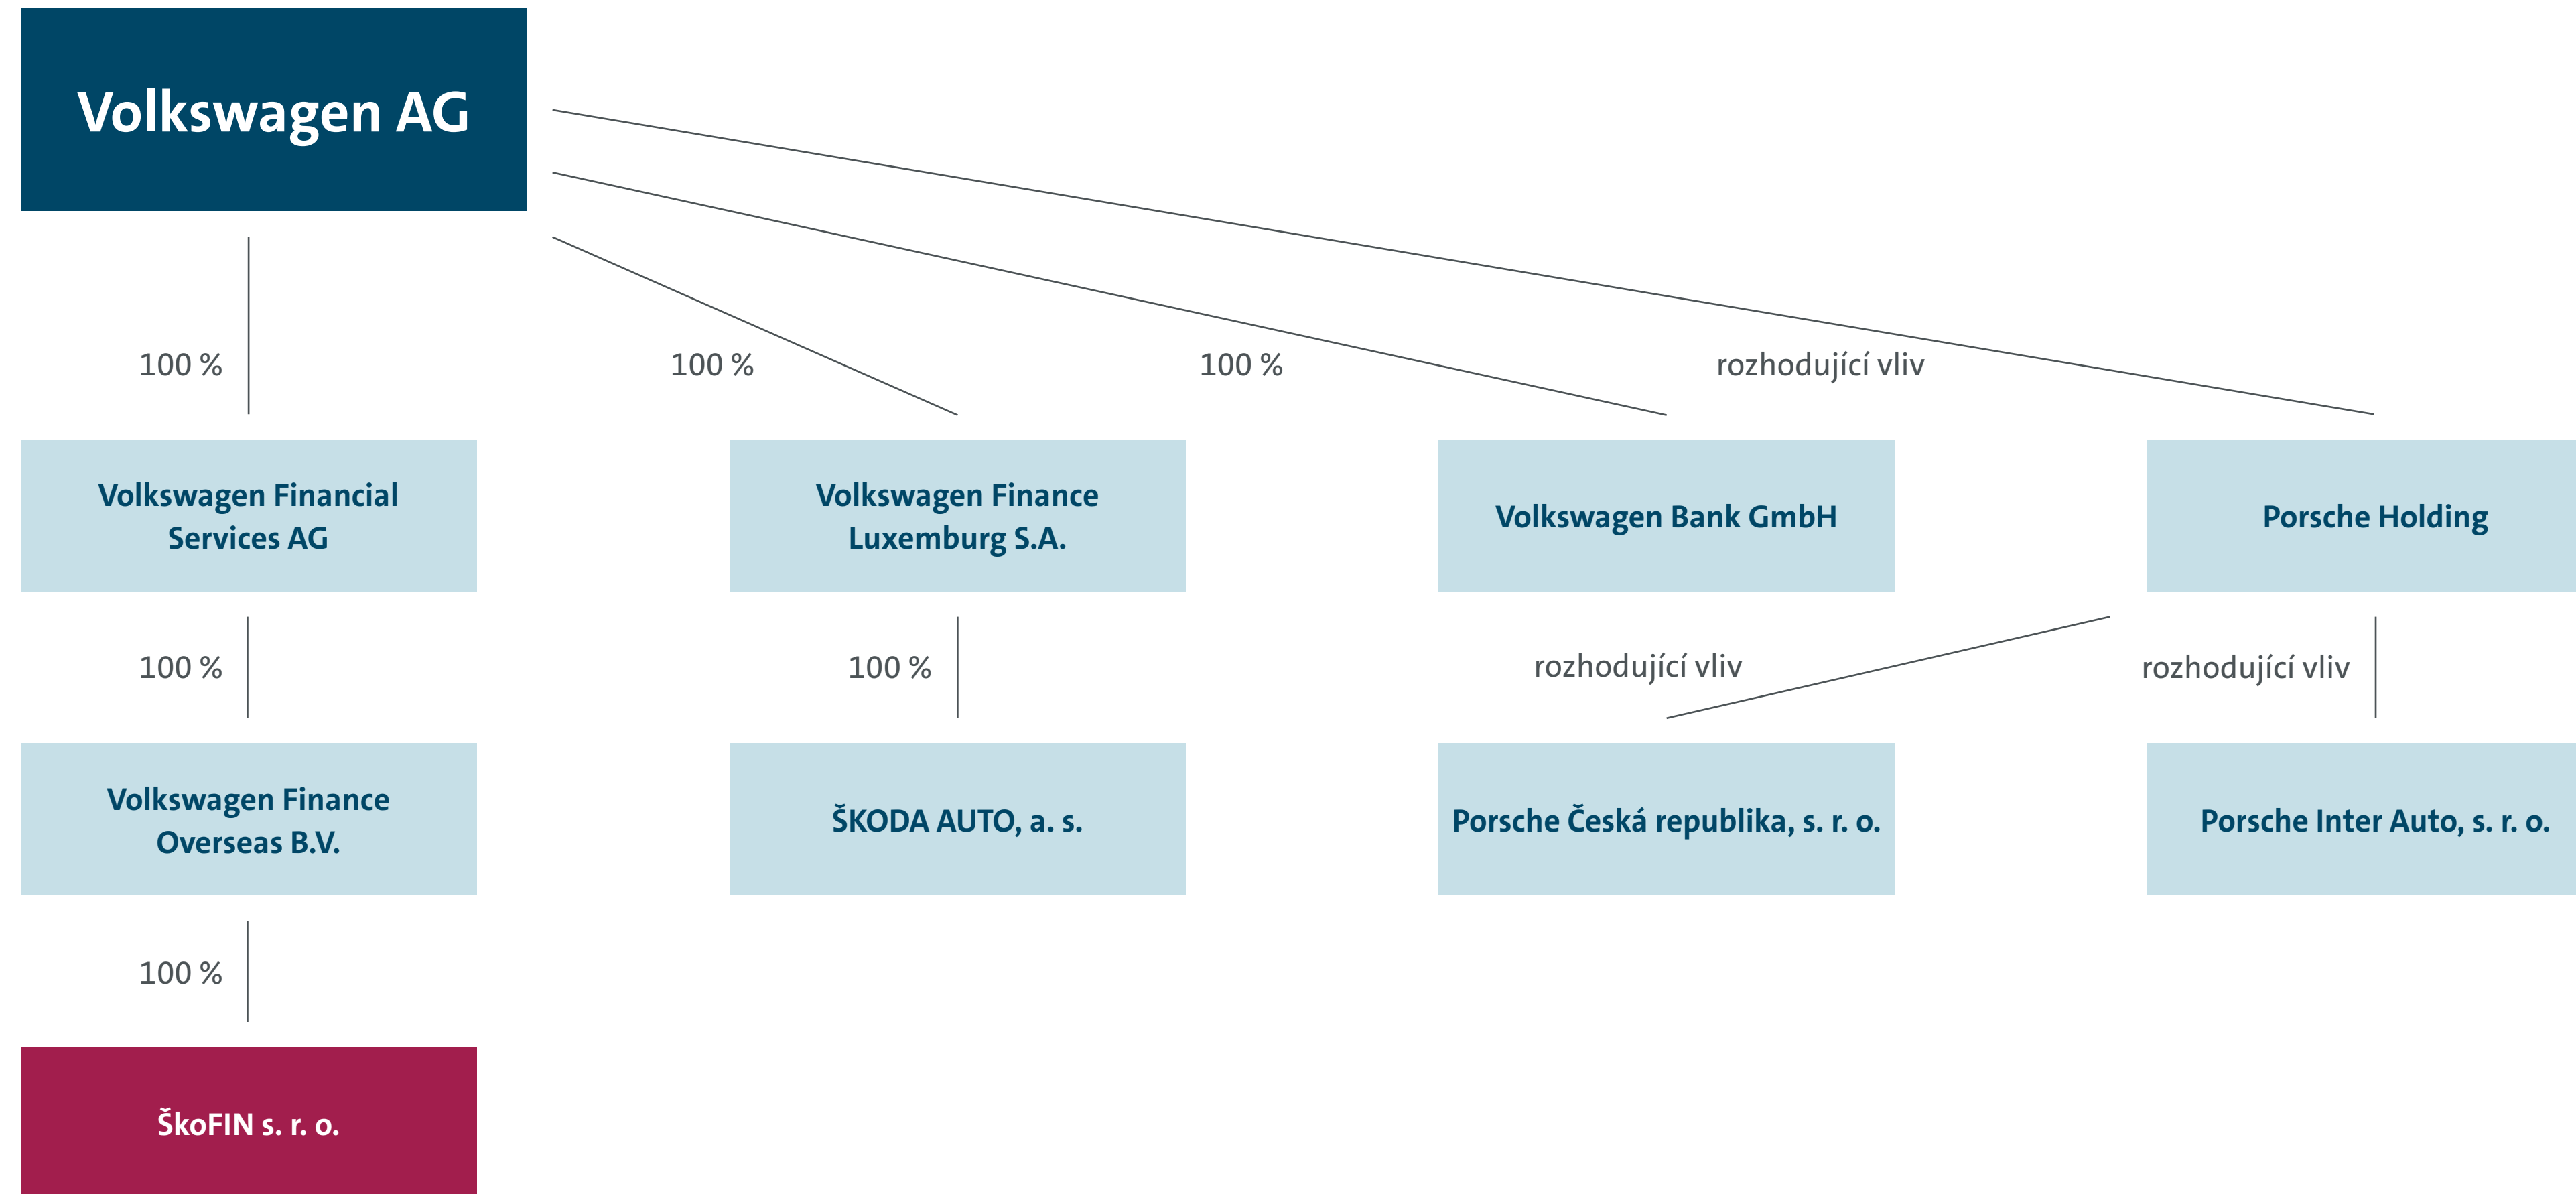 Volkswagen AG
100 %
100 %
100 %
rozhodující vliv
Volkswagen Financial
Services AG
Volkswagen Finance
Luxemburg S.A.
Volkswagen Bank GmbH
Porsche Holding
100 %
100 %
rozhodující vliv
rozhodující vliv
Volkswagen Finance
Overseas B.V.
ŠKODA AUTO, a. s.
Porsche Česká republika, s. r. o.
Porsche Inter Auto, s. r. o.
100 %
ŠkoFIN s. r. o.